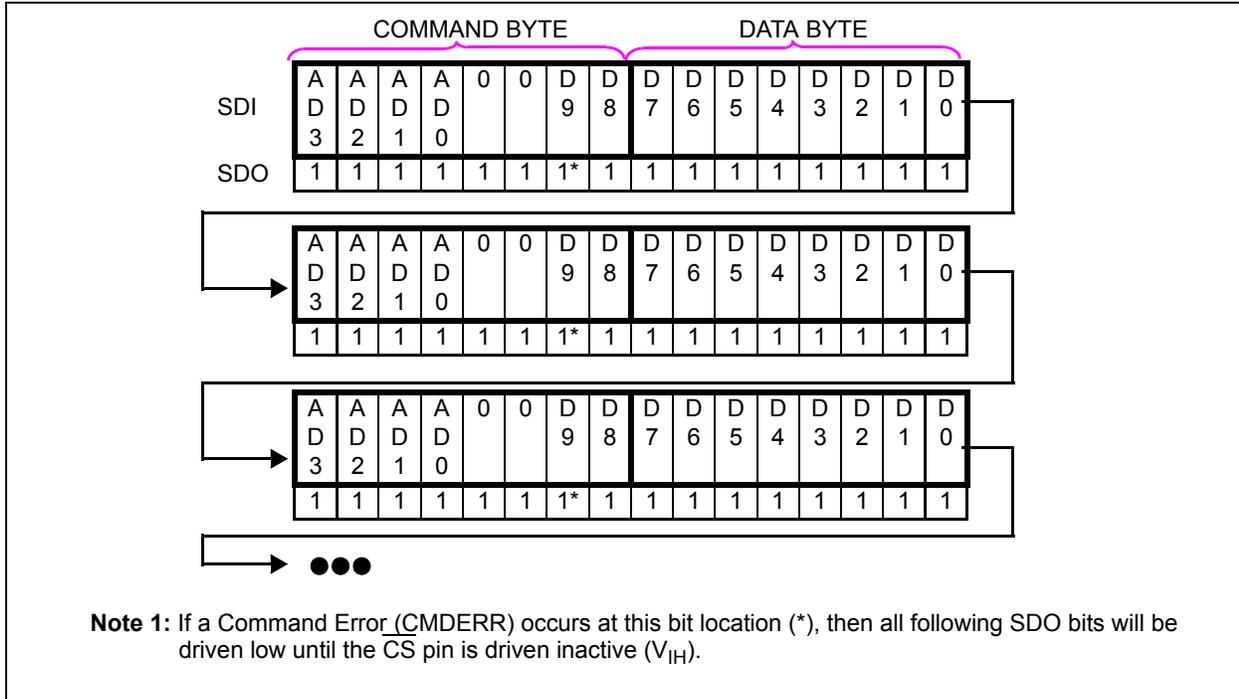 COMMAND BYTE DATA BYTE
SDI
A A A A 0 0 D D D D D D D D D D
D D D D 9 8 7 6 5 4 3 2 1 0
3 2 1 0
SDO 1 1 1 1 1 1 1* 1 1 1 1 1 1 1 1 1
A A A A 0 0 D D D D D D D D D D
D D D D 9 8 7 6 5 4 3 2 1 0
3 2 1 0
1 1 1 1 1 1 1* 1 1 1 1 1 1 1 1 1
A A A A 0 0 D D D D D D D D D D
D D D D 9 8 7 6 5 4 3 2 1 0
3 2 1 0
1 1 1 1 1 1 1* 1 1 1 1 1 1 1 1 1
Note 1: If a Command Error (CMDERR) occurs at this bit location (*), then all following SDO bits will be
driven low until the CS pin is driven inactive (VIH).